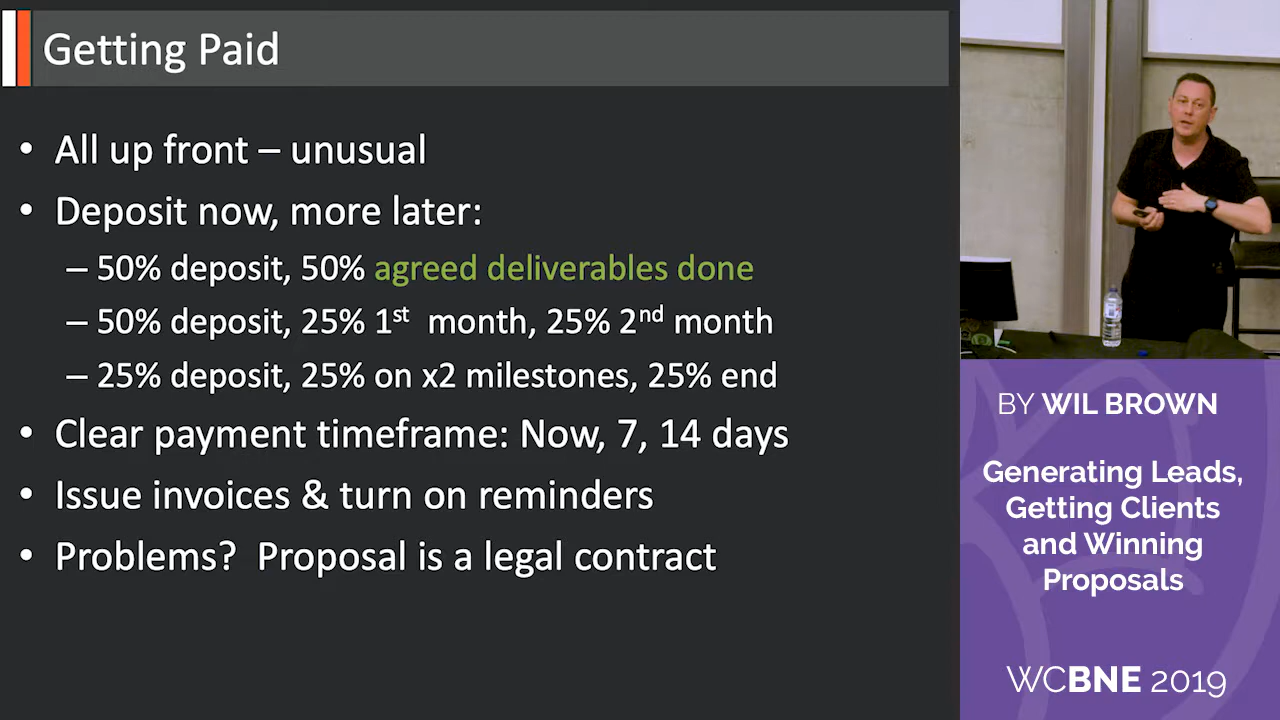 Getting Paid
• All up front – unusual
• Deposit now, more later:
– 50% deposit, 50% agreed deliverables done
– 50% deposit, 25% 1st month, 25% 2nd month
– 25% deposit, 25% on x2 milestones, 25% end
• Clear payment timeframe: Now, 7, 14 days
• Issue invoices & turn on reminders
• Problems? Proposal is a legal contract
BY WIL BROWN
Generating Leads,
Getting Clients
and Winning
Proposals
WCBNE 2019